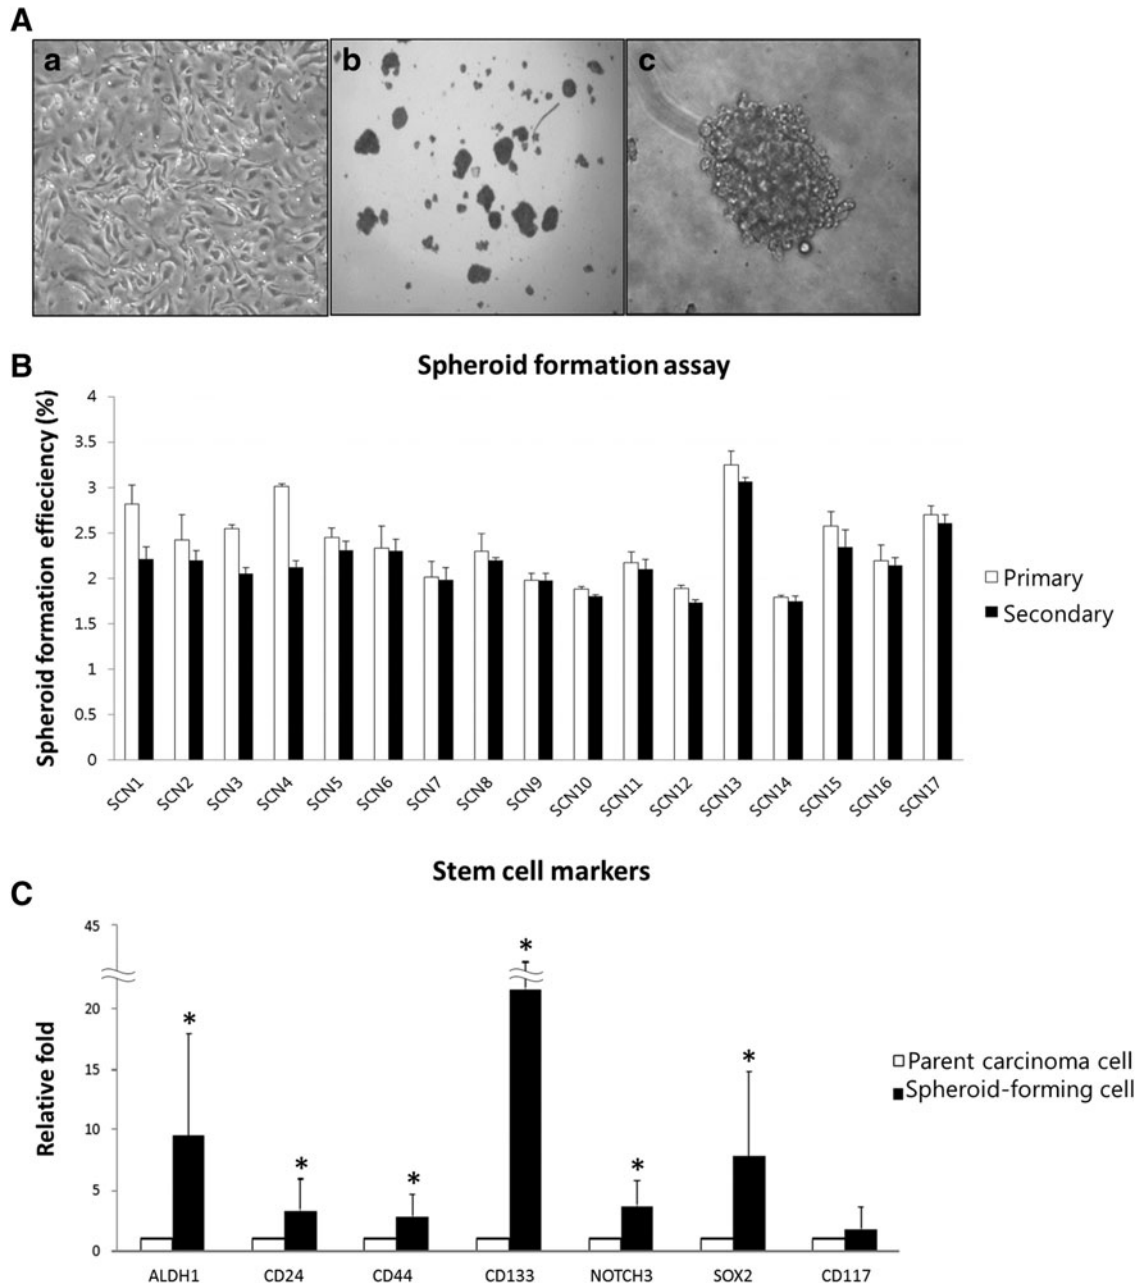 A
a
b
c
B
Spheroid formation assay
Spheroid formation effieciency (%)
4
3.5
3
2.5
2
1.5
1
0.5
0
SCN1
SCN2
SCN3
SCN4
SCN5
SCN6
SCN7
SCN8
SCN9
SCN10
SCN11
SCN12
SCN13
SCN14
SCN15
SCN16
SCN17
Primary
Secondary
C
Stem cell markers
Relative fold
45
20
15
10
5
0
*
*
*
*
*
*
ALDH1
CD24
CD44
CD133
NOTCH3
SOX2
CD117
Parent carcinoma cell
Spheroid-forming cell